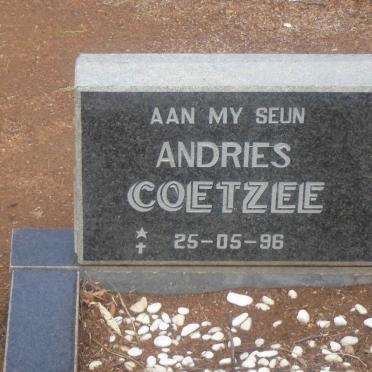 AAN MY SEUN
ANDRIES
COETZEE
25-05-96